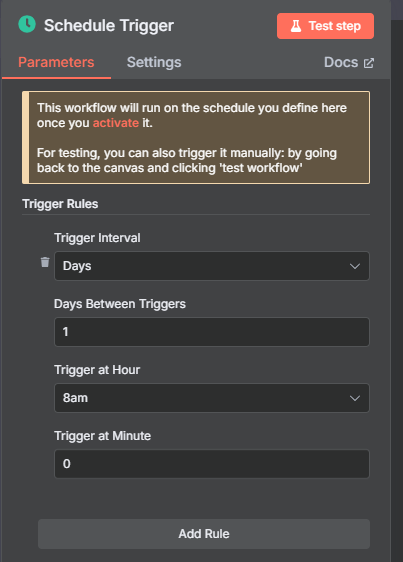 Schedule Trigger
Test step
Parameters
Settings
Docs
This workflow will run on the schedule you define here
once you activate it.
For testing, you can also trigger it manually: by going
back to the canvas and clicking 'test workflow'
Trigger Rules
Trigger Interval
Days
Days Between Triggers
1
Trigger at Hour
8am
Trigger at Minute
0
Add Rule